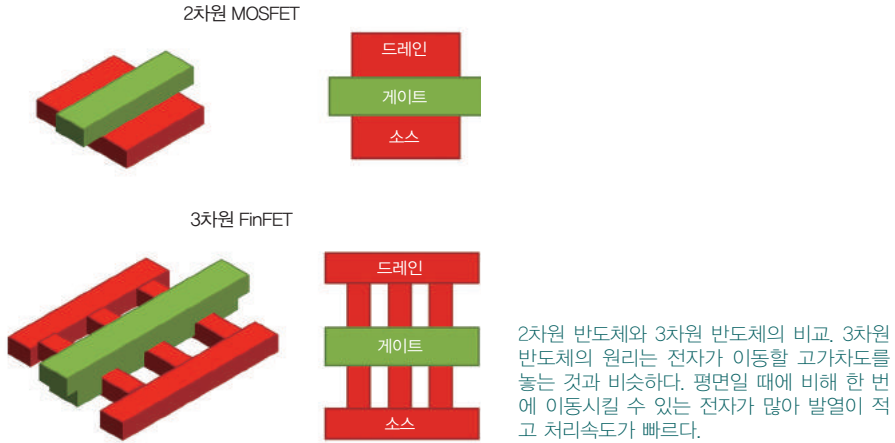 2차원 MOSFET
드레인
게이트
소스
3차원 FinFET
드레인
게이트
소스
2차원 반도체와 3차원 반도체의 비교. 3차원
반도체의 원리는 전자가 이동할 고가차도를
놓는 것과 비슷하다. 평면일 때에 비해 한 번
에 이동시킬 수 있는 전자가 많아 발열이 적
고 처리속도가 빠르다.